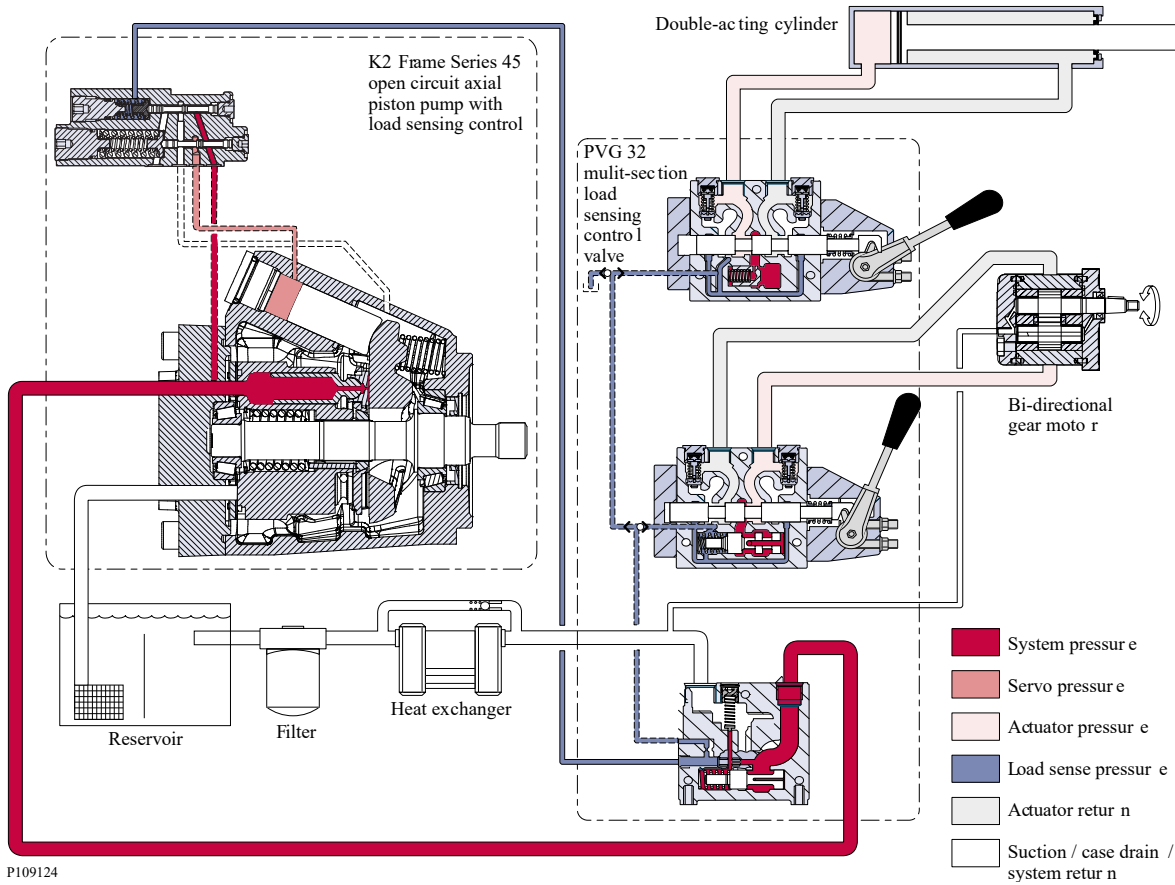 Double-ac ting cylinder
K2 Frame Series 45
open circuit axial
piston pump with
load sensing control
PVG 32
mulit-sec tion
load
sensing
contro l
valve
Bi-directional
gear moto r
Reservoir
Filter
Heat exchanger
System pressur e
Servo pressur e
Actuator pressur e
Load sense pressur e
Actuator retur n
Suction / case drain /
system retur n
P109124